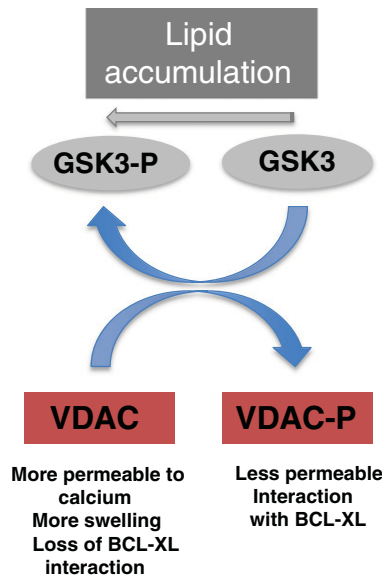 Lipid
accumulation
GSK3-P
GSK3
VDAC
VDAC-P
More permeable to
calcium
More swelling
Loss of BCL-XL
interaction
Less permeable
Interaction
with BCL-XL